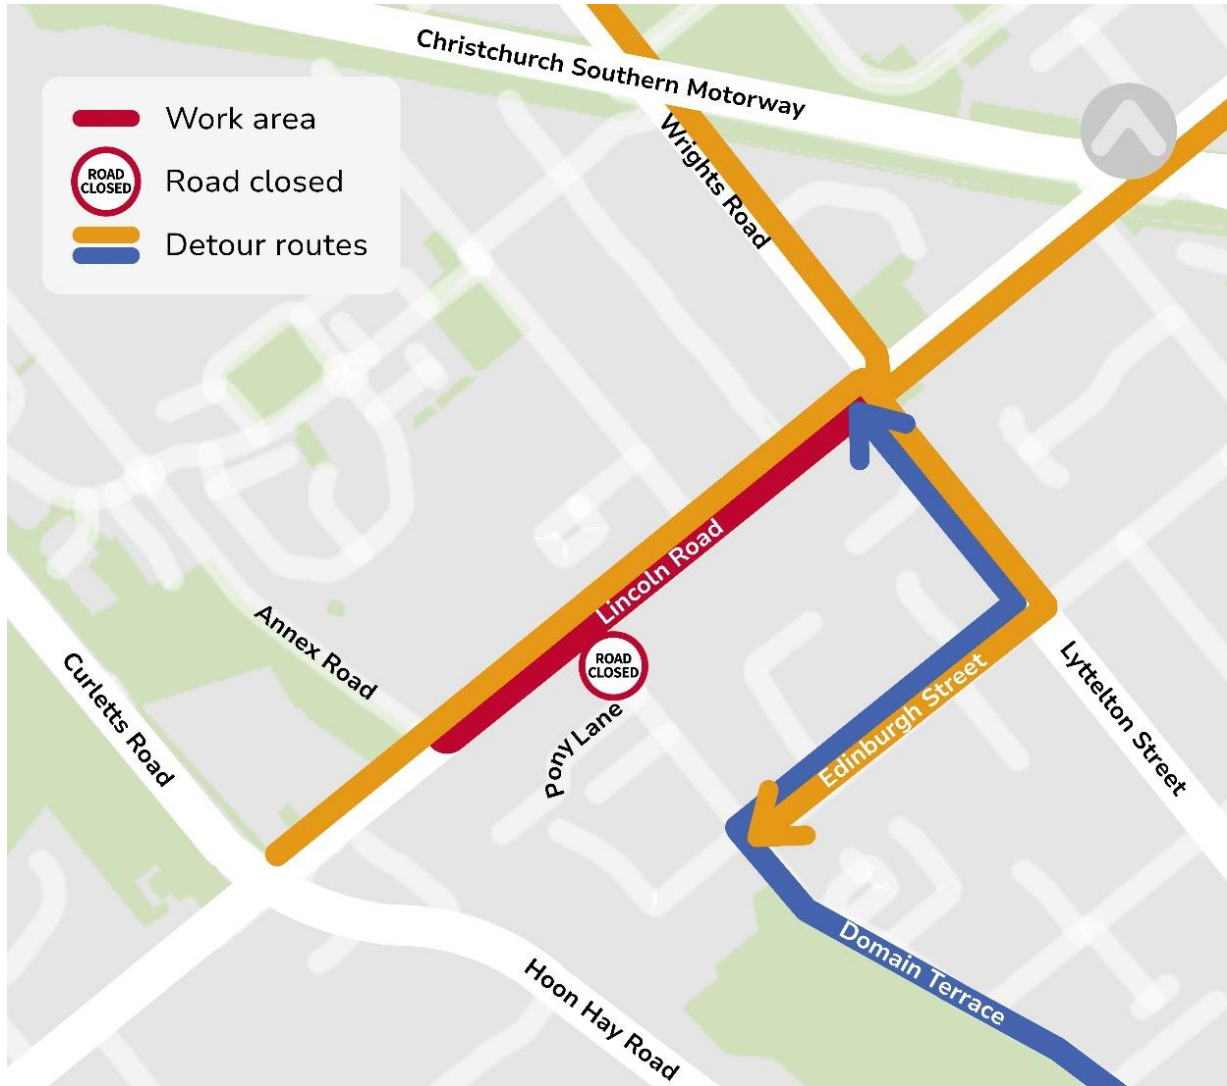 Christchurch Southern Motorway
Work area
ROAD
CLOSED
Road closed
Detour routes
Wrights Road
Lincoln Road
ROAD
CLOSED
Annex Road
Curletts Road
Pony Lane
Edinburgh Street
Lyttelton Street
Domain Terrace
Hoon Hay Road